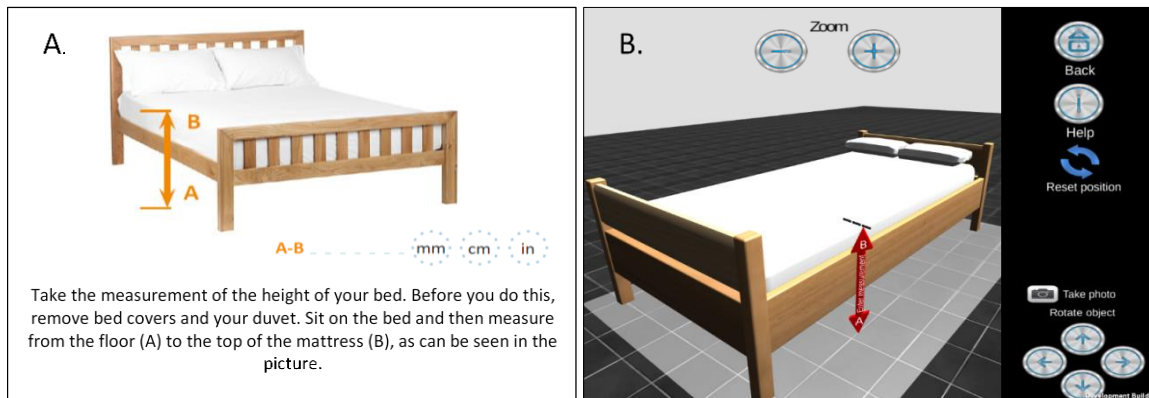 A.
B
A
A-B
mm cm in
Take the measurement of the height of your bed. Before you do this,
remove bed covers and your duvet. Sit on the bed and then measure
from the floor (A) to the top of the mattress (B), as can be seen in the
picture.
B.
Zoom
Back
Help
Reset position
B
Enter measurement
A
Take photo
Rotate object
Development Build